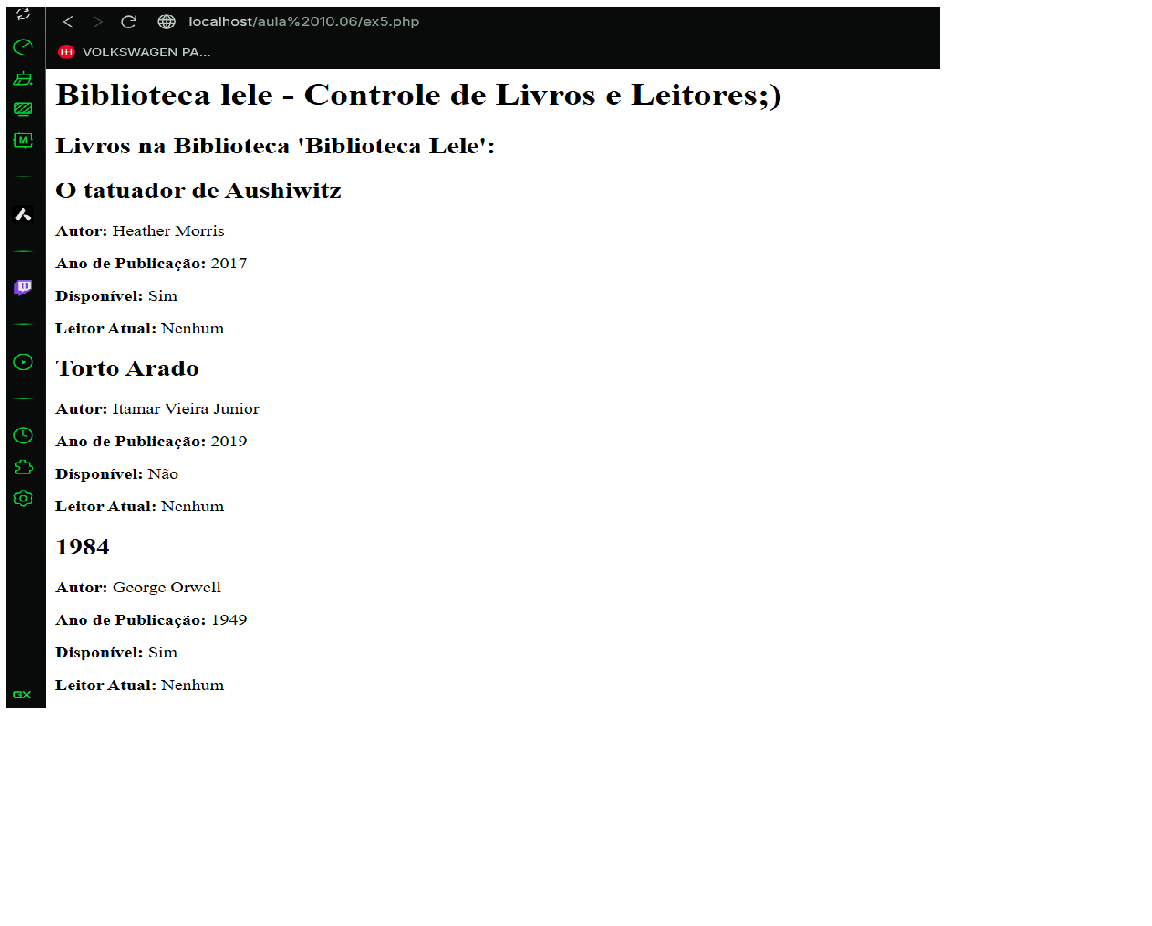 localhost/aula%2010.06/ex5.php
VOLKSWAGEN PA...
Biblioteca lele - Controle de Livros e Leitores;)
Livros na Biblioteca 'Biblioteca Lele':
O tatuador de Aushiwitz
Autor: Heather Morris
Ano de Publicação: 2017
Disponível: Sim
Leitor Atual: Nenhum
Torto Arado
Autor: Itamar Vieira Junior
Ano de Publicação: 2019
Disponível: Não
Leitor Atual: Nenhum
1984
Autor: George Orwell
Ano de Publicação: 1949
Disponível: Sim
Leitor Atual: Nenhum
M
GX